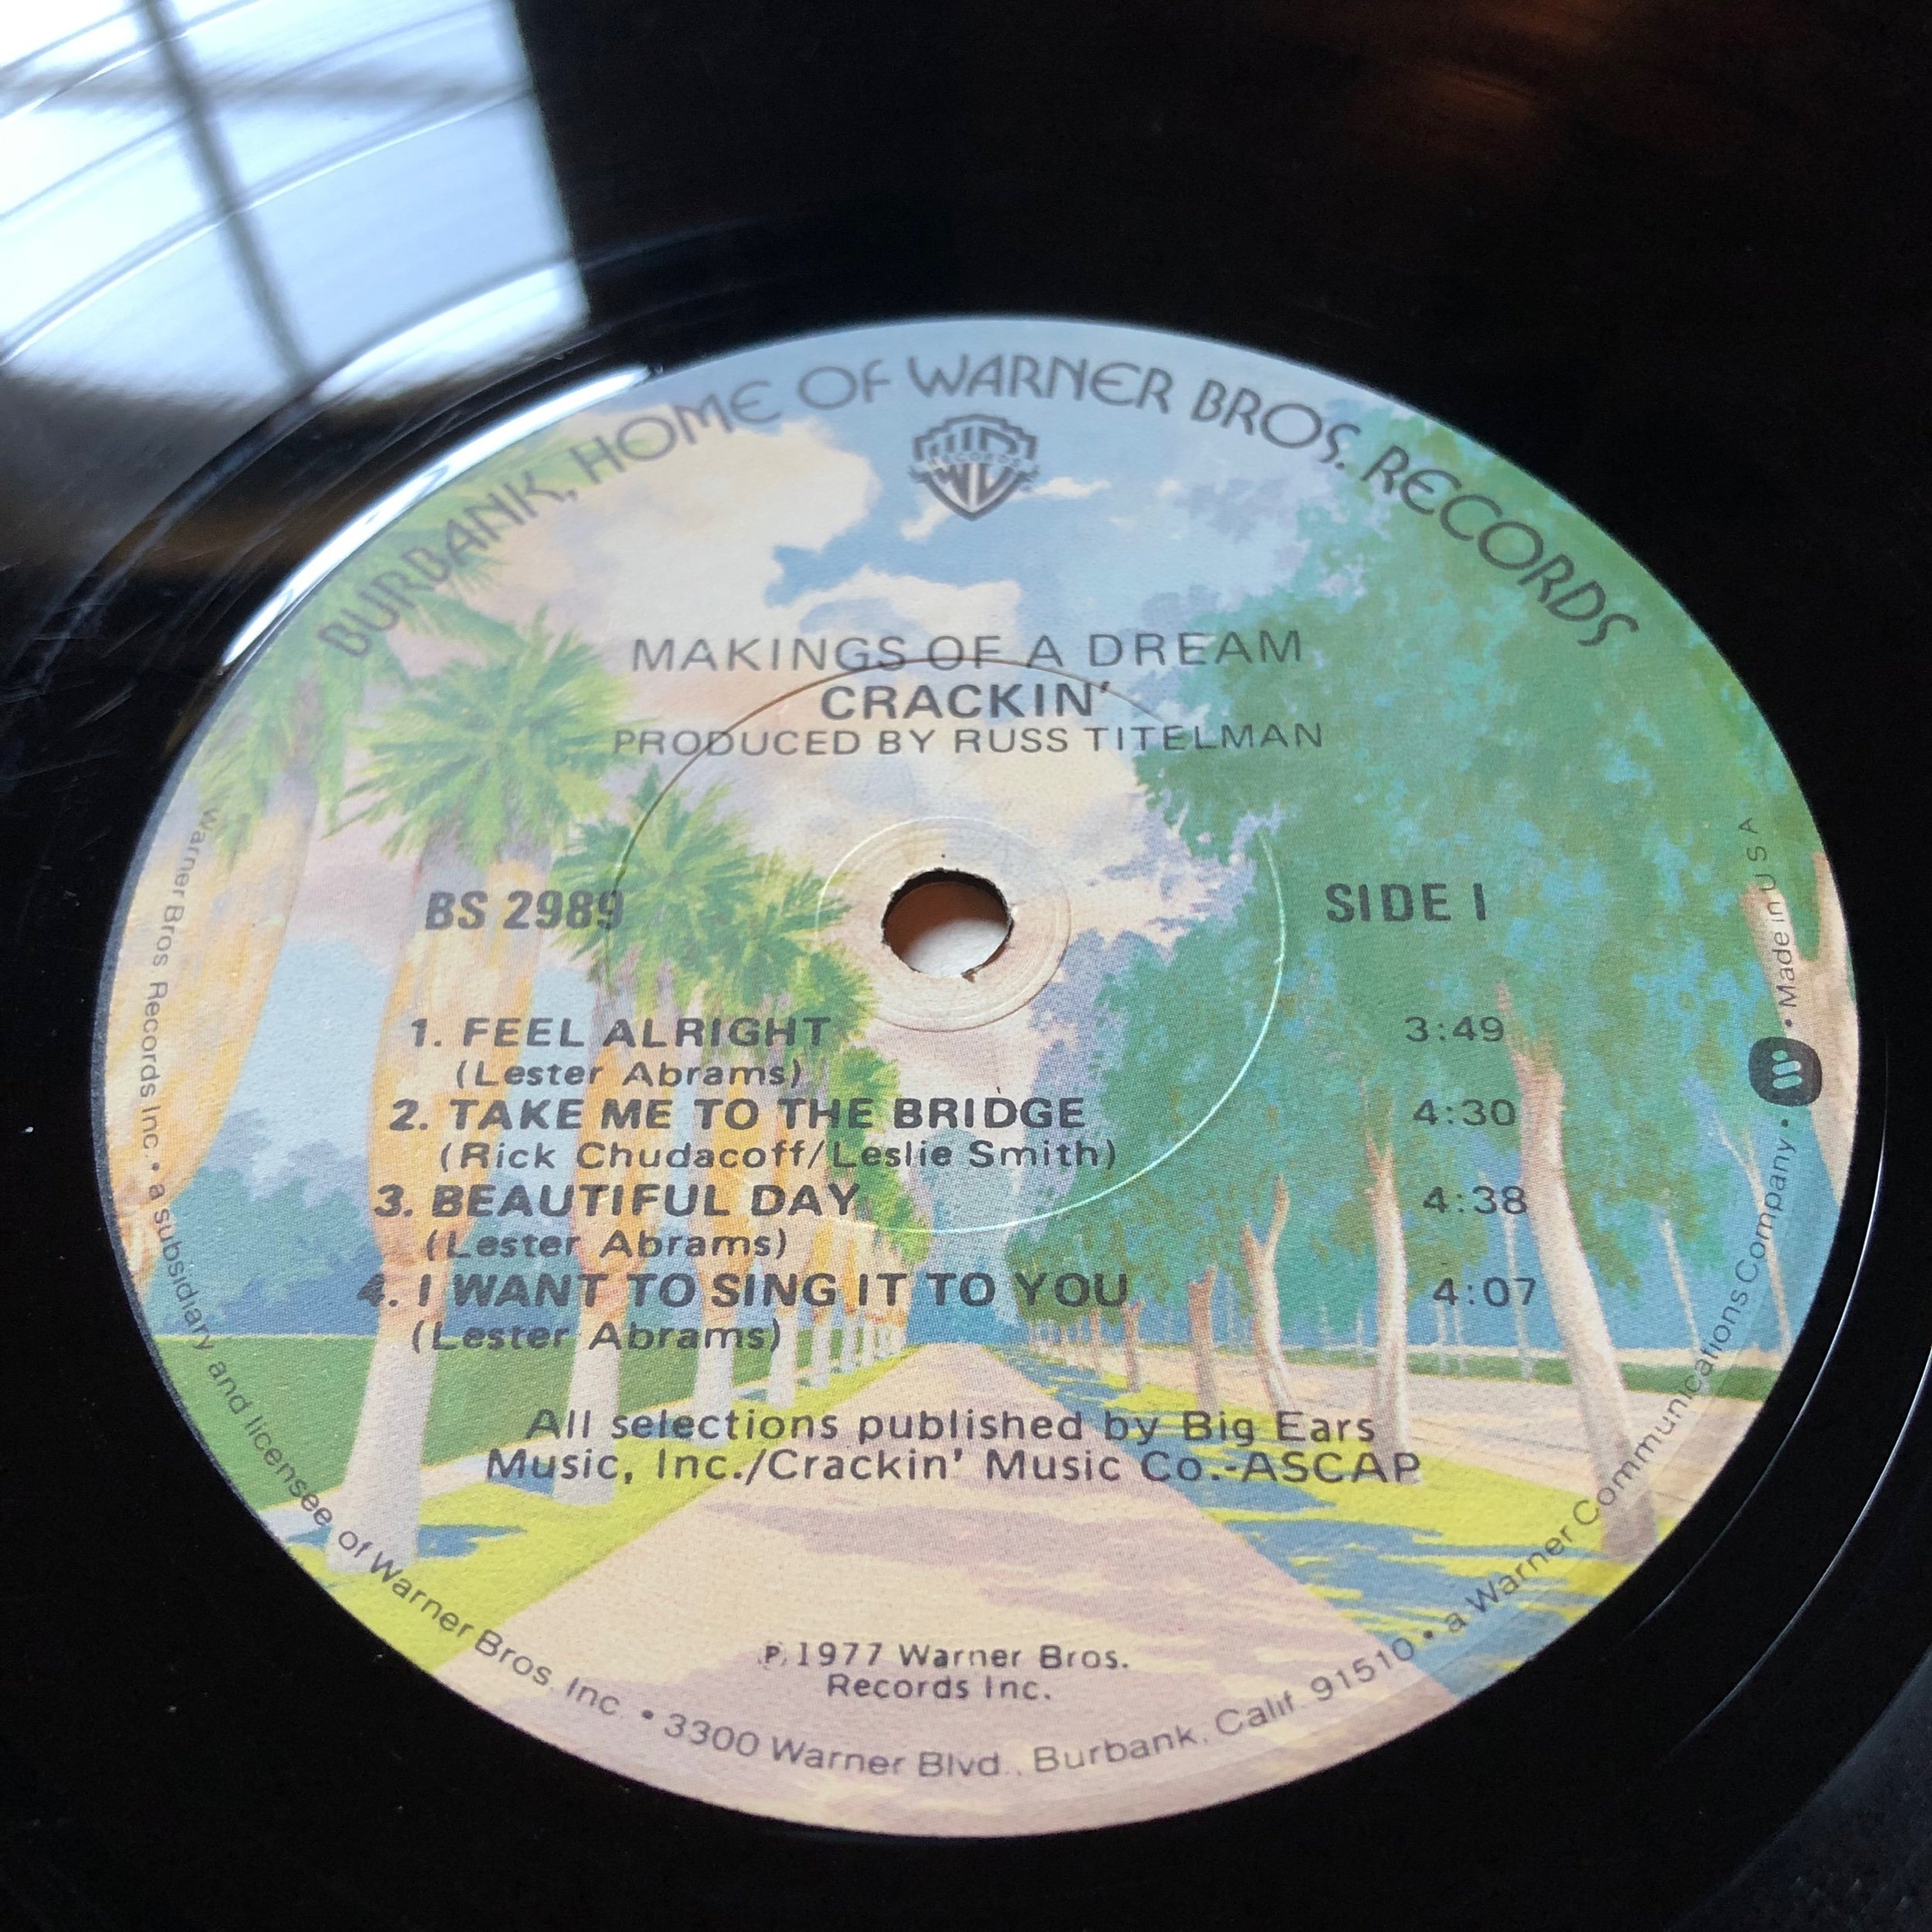 BURBANK, HOME OF WARNER BROS. RECORDS
RECORDS
MAKINGS OF A DREAM
CRACKIN'
PRODUCED BY RUSS TITELMAN
BS 2989
SIDE 1
1. FEEL ALRIGHT 3:49
(Lester Abrams)
2. TAKE ME TO THE BRIDGE 4:30
(Rick Chudacoff/Leslie Smith)
3. BEAUTIFUL DAY 4:38
(Lester Abrams)
4. I WANT TO SING IT TO YOU 4:07
(Lester Abrams)
All selections published by Big Ears
Music, Inc./Crackin' Music Co.-ASCAP
℗ 1977 Warner Bros.
Records Inc.
Warner Bros. Records Inc. • a subsidiary and licensee of Warner Bros. Inc. • 3300 Warner Blvd., Burbank, Calif. 91510 • a Warner Communications Company • W • Made in U S A